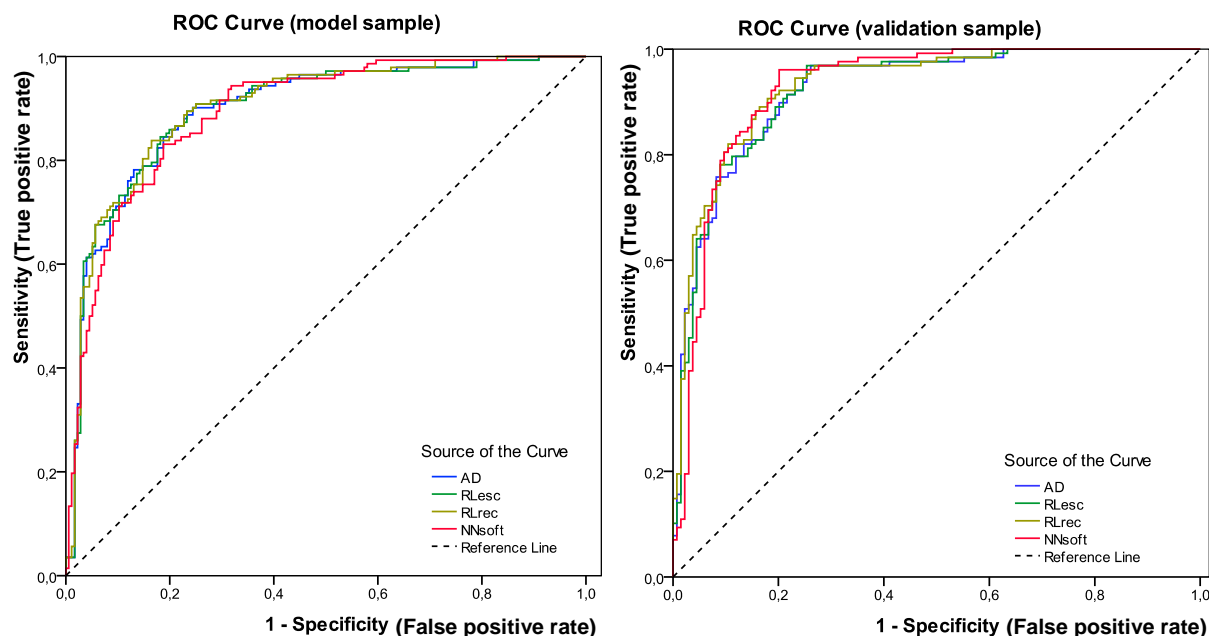 ROC Curve (model sample)
Sensitivity (True positive rate)
1,0
0,8
0,6
0,4
0,2
0,0
0,0 0,2 0,4 0,6 0,8 1,0
1 - Specificity (False positive rate)
Source of the Curve
AD
RLesc
RLrec
NNsoft
Reference Line
ROC Curve (validation sample)
Sensitivity (True positive rate)
1,0
0,8
0,6
0,4
0,2
0,0
0,0 0,2 0,4 0,6 0,8 1,0
1 - Specificity (False positive rate)
Source of the Curve
AD
RLesc
RLrec
NNsoft
Reference Line